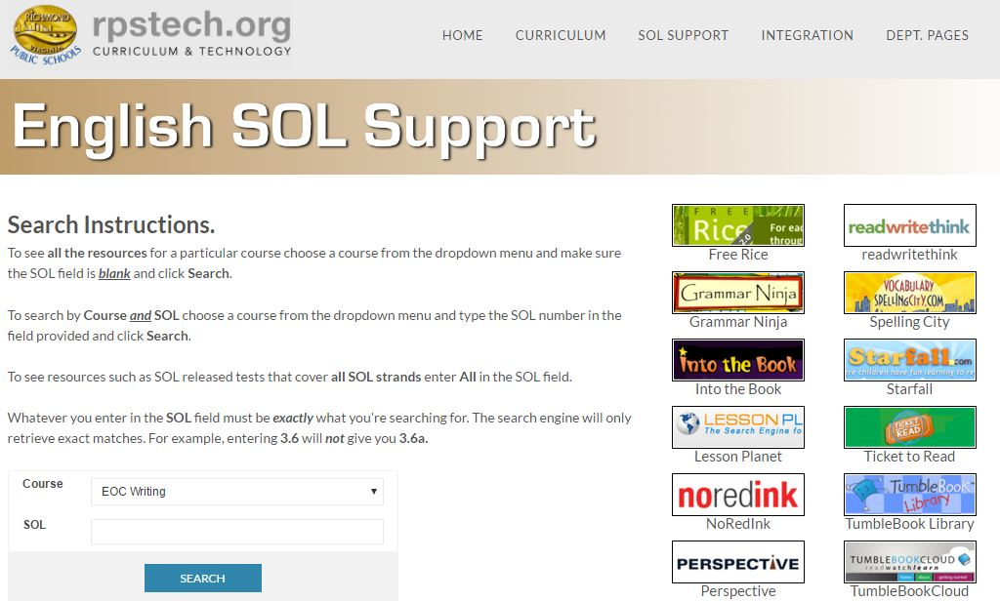 RICHMOND
VIRGINIA
PUBLIC SCHOOLS
rpstech.org
CURRICULUM & TECHNOLOGY
HOME
CURRICULUM
SOL SUPPORT
INTEGRATION
DEPT. PAGES
English SOL Support
Search Instructions.
To see all the resources for a particular course choose a course from the dropdown menu and make sure
the SOL field is blank and click Search.
To search by Course and SOL choose a course from the dropdown menu and type the SOL number in the
field provided and click Search.
To see resources such as SOL released tests that cover all SOL strands enter All in the SOL field.
Whatever you enter in the SOL field must be exactly what you're searching for. The search engine will only
retrieve exact matches. For example, entering 3.6 will not give you 3.6a.
Course
EOC Writing
SOL
SEARCH
FREE
Rice
2.0
For eac
throug
Free Rice
readwritethink
readwritethink
Grammar Ninja
Grammar Ninja
VOCABULARY
SPELLINGCITY.COM
Spelling City
Into the Book
Into the Book
Starfall.com
ere children have fun learning to re
Starfall
LESSON PL
The Search Engine fo
Lesson Planet
TICKET
READ
Ticket to Read
noredink
NoRedInk
TumbleBook
Library
TumbleBook Library
PERSPECTIVE
Perspective
TUMBLEBOOKCLOUD
readwatchlearn
home
about
getting started
TumbleBookCloud